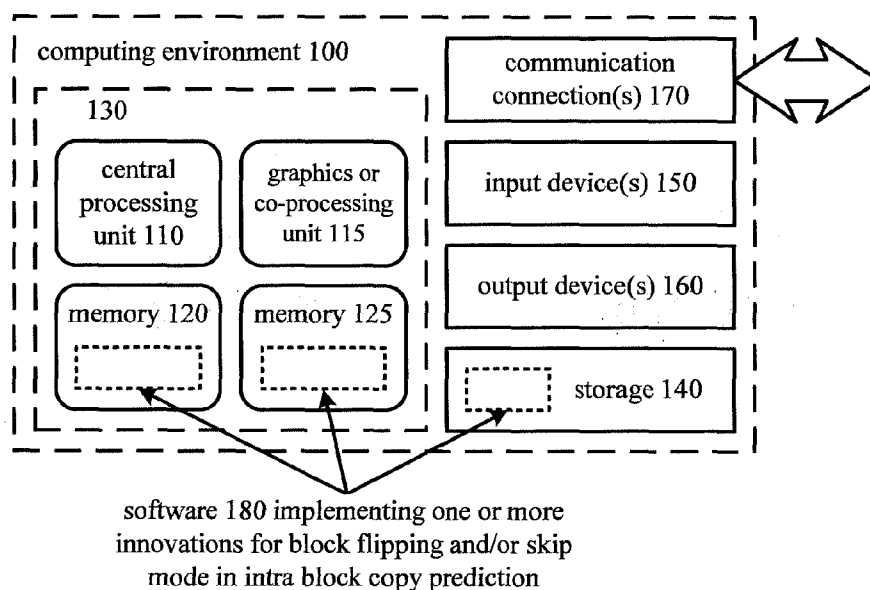 computing environment 100
130
central
processing
unit 110
graphics or
co-processing
unit 115
memory 120
memory 125
communication
connection(s) 170
input device(s) 150
output device(s) 160
storage 140
software 180 implementing one or more
innovations for block flipping and/or skip
mode in intra block copy prediction